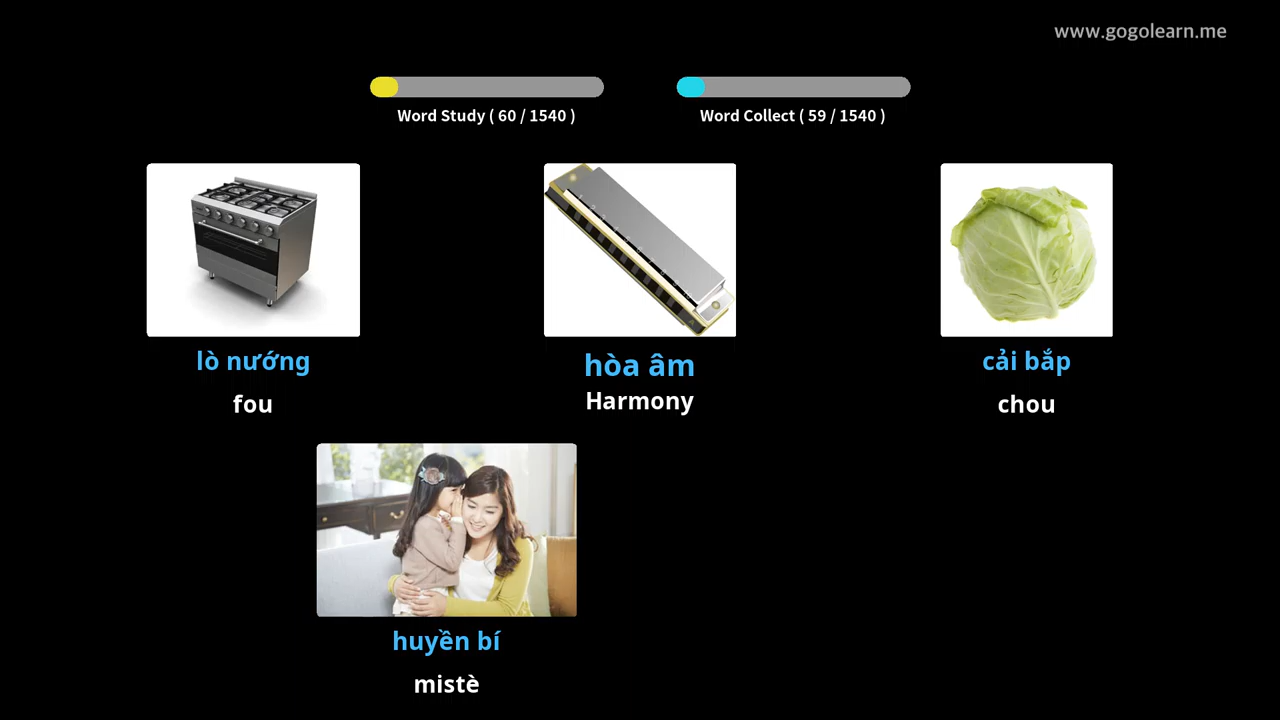 www.gogolearn.me
Word Study ( 60 / 1540 )
Word Collect ( 59 / 1540 )
lò nướng
fou
hòa âm
Harmony
cải bắp
chou
huyền bí
mistè